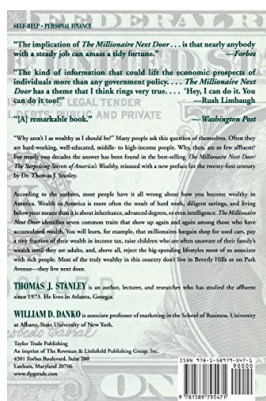 SELF-HELP • PERSONAL FINANCE
"The implication of The Millionaire Next Door . . . is that nearly anybody
with a steady job can amass a tidy fortune." —Forbes
"The kind of information that could lift the economic prospects of
individuals more than any government policy. . . . The Millionaire Next
Door has a theme that I think rings very true. . . . 'Hey, I can do it. You
can do it too!'" —Rush Limbaugh
"[A] remarkable book." —Washington Post
"Why aren't I as wealthy as I should be?" Many people ask this question of themselves. Often they
are hard-working, well-educated, middle- to high-income people. Why, then, are so few affluent?
For nearly two decades the answer has been found in the best-selling The Millionaire Next Door:
The Surprising Secrets of America's Wealthy, reissued with a new preface for the twenty-first century
by Dr. Thomas J. Stanley.
According to the authors, most people have it all wrong about how you become wealthy in
America. Wealth in America is more often the result of hard work, diligent savings, and living
below your means than it is about inheritance, advanced degrees, or even intelligence. The Millionaire
Next Door identifies seven common traits that show up again and again among those who have
accumulated wealth. You will learn, for example, that millionaires bargain shop for used cars, pay
a tiny fraction of their wealth in income tax, raise children who are often unaware of their family's
wealth until they are adults, and, above all, reject the big-spending lifestyles most of us associate
with rich people. Most of the truly wealthy in this country don't live in Beverly Hills or on Park
Avenue—they live next door.
THOMAS J. STANLEY is an author, lecturer, and researcher who has studied the affluent
since 1973. He lives in Atlanta, Georgia.
WILLIAM D. DANKO is associate professor of marketing in the School of Business, University
at Albany, State University of New York.
Taylor Trade Publishing
An imprint of The Rowman & Littlefield Publishing Group, Inc.
4501 Forbes Boulevard, Suite 200
Lanham, Maryland 20706
www.rlpgtrade.com
ISBN 978-1-58979-547-1
90000
9 781589 795471